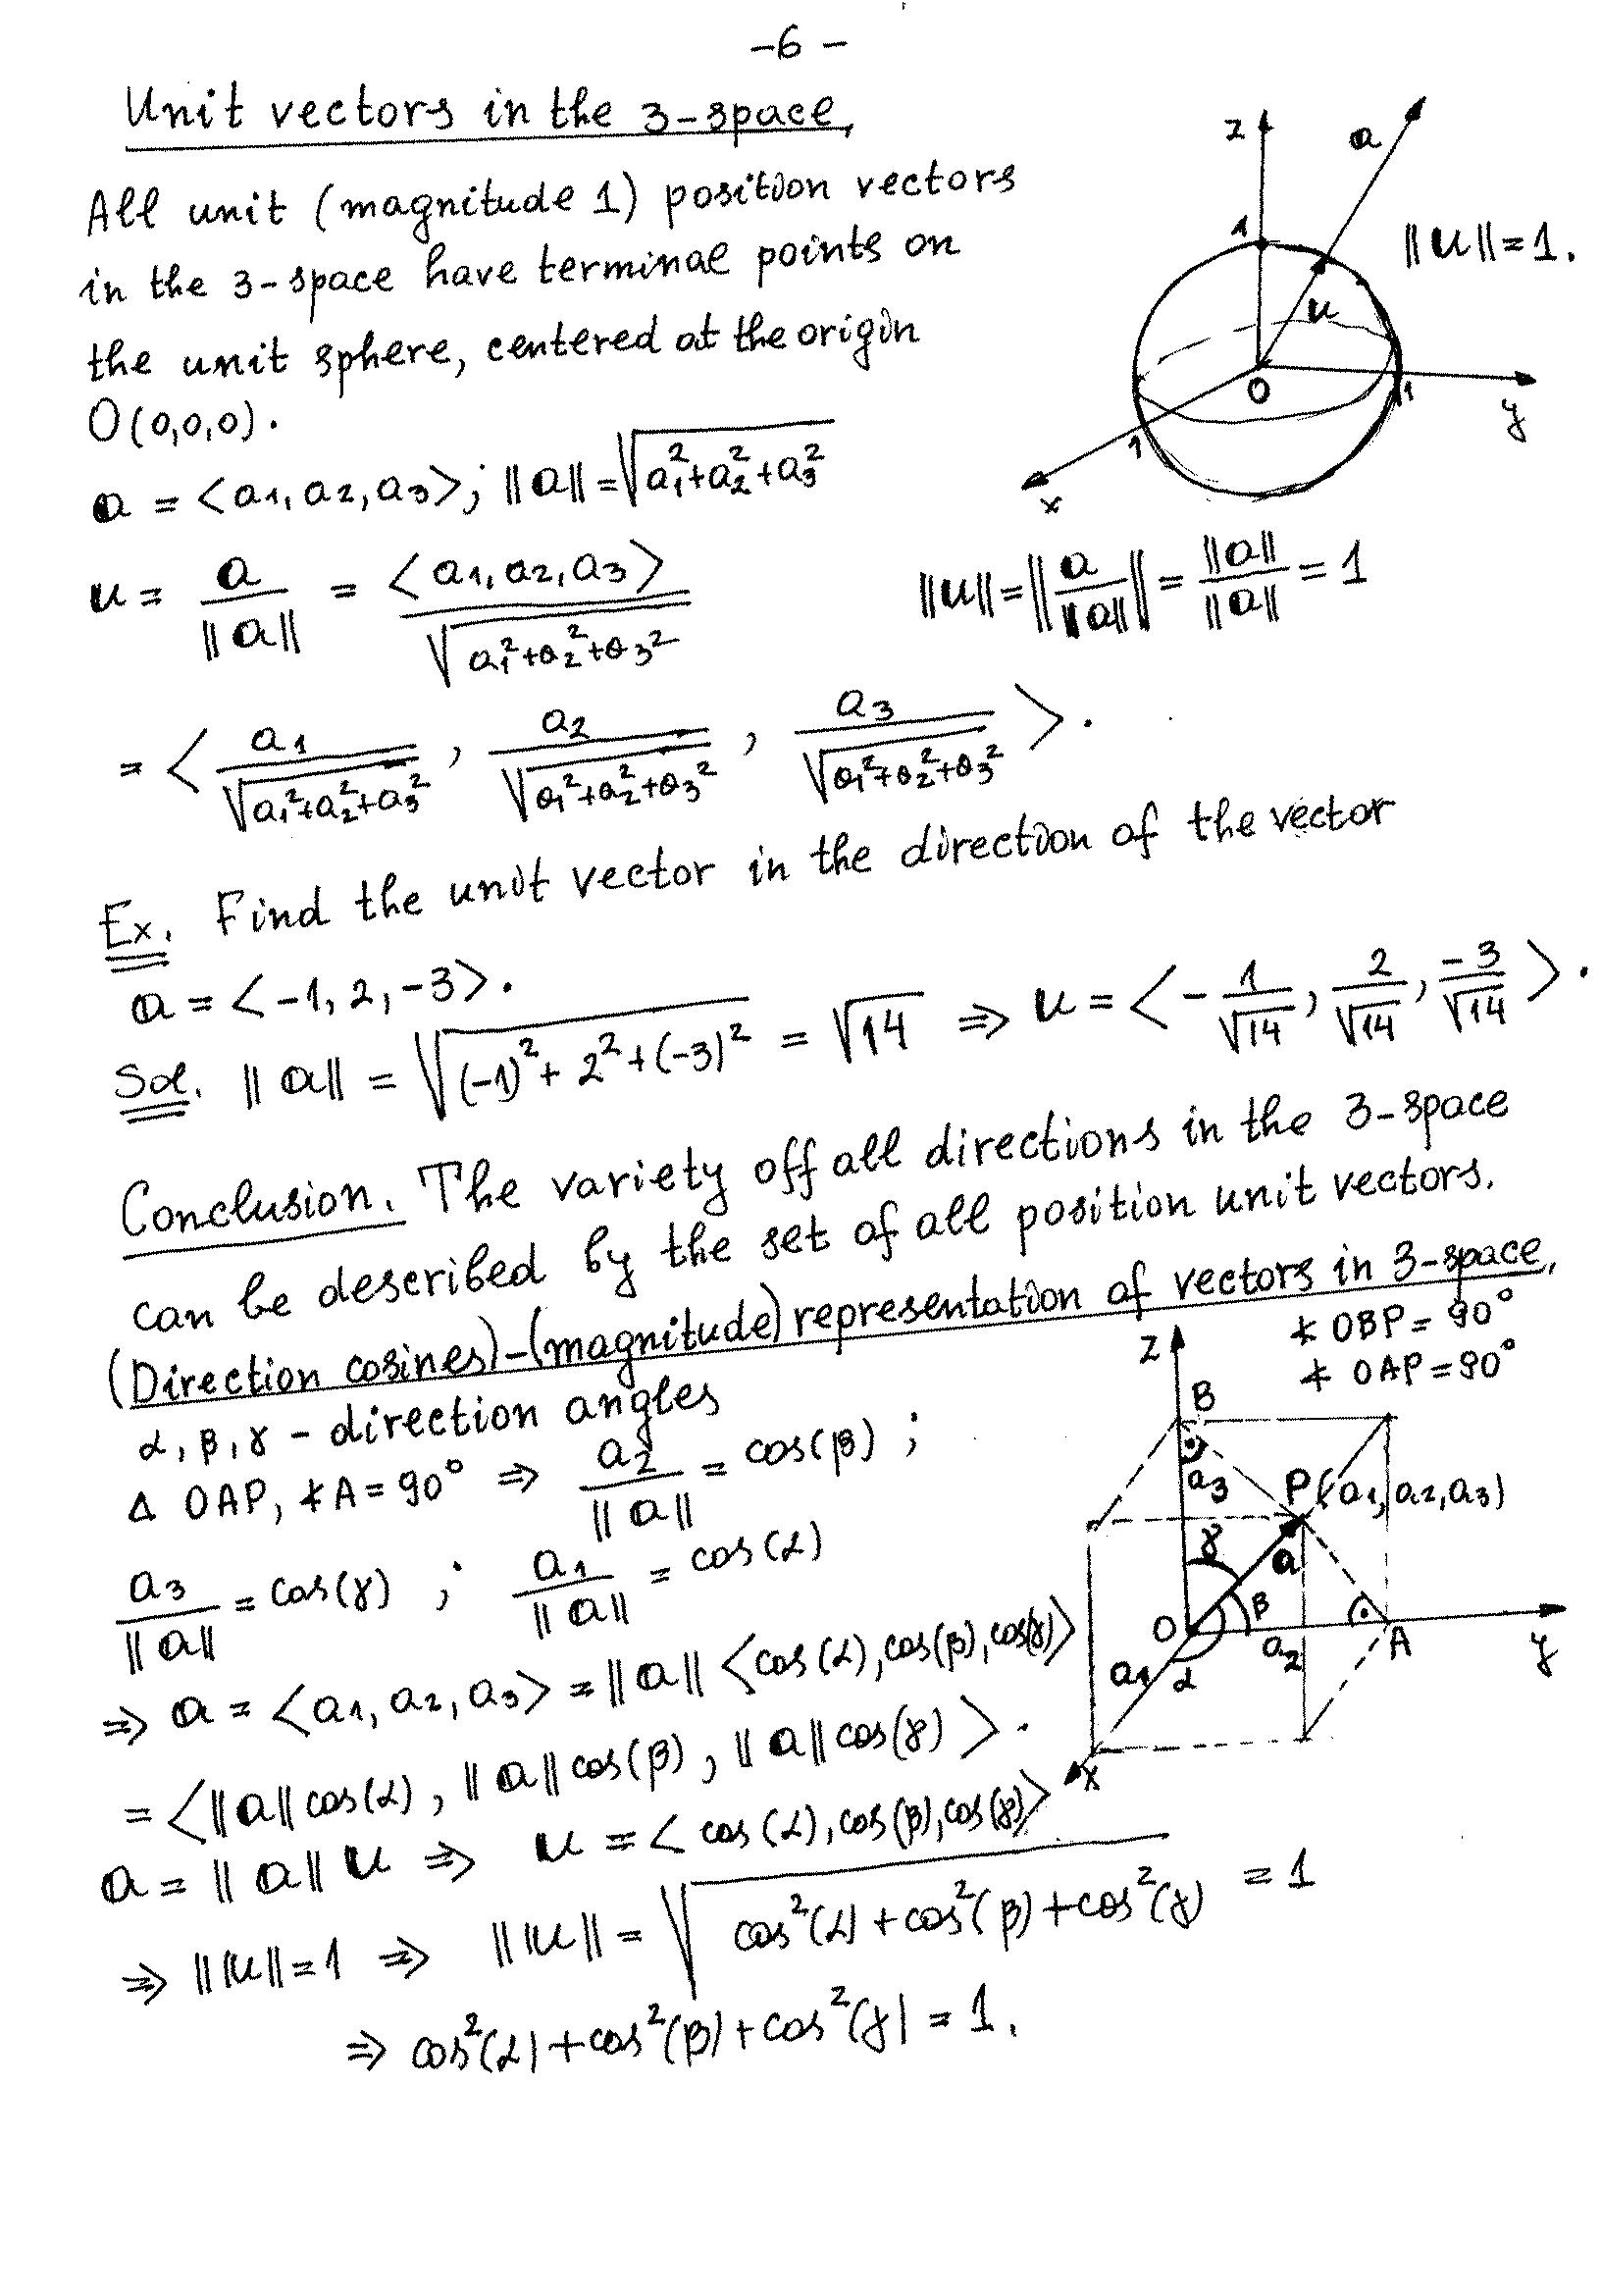 -6-
Unit vectors in the 3-space.
All unit (magnitude 1) position vectors
in the 3-space have terminal points on
the unit sphere, centered at the origin
O(0,0,0).
z
a
1
||u|| = 1.
u
O
1
y
1
x
a = <a1, a2, a3>; ||a|| = √(a1² + a2² + a3²)
u = a/||a|| = <a1, a2, a3>/√(a1² + a2² + a3²)
||u|| = ||a/||a|||| = ||a||/||a|| = 1
= <a1/√(a1² + a2² + a3²), a2/√(a1² + a2² + a3²), a3/√(a1² + a2² + a3²)>.
Ex. Find the unit vector in the direction of the vector
a = <-1, 2, -3>.
Sol. ||a|| = √((-1)² + 2² + (-3)²) = √14 ⇒ u = <-1/√14, 2/√14, -3/√14>.
Conclusion. The variety off all directions in the 3-space
can be described by the set of all position unit vectors.
(Direction cosines)-(magnitude) representation of vectors in 3-space.
α, β, γ - direction angles
∡ OBP = 90°
∡ OAP = 90°
Δ OAP, ∡A = 90° ⇒ a2/||a|| = cos(β) ;
a3/||a|| = cos(γ) ; a1/||a|| = cos(α)
z
B
a3
P(a1, a2, a3)
γ
a
β
O
a2
A
y
a1
α
x
⇒ a = <a1, a2, a3> = ||a|| <cos(α), cos(β), cos(γ)>
= <||a|| cos(α), ||a|| cos(β), ||a|| cos(γ)>.
a = ||a|| u ⇒ u = <cos(α), cos(β), cos(γ)>
⇒ ||u|| = 1 ⇒ ||u|| = √(cos²(α) + cos²(β) + cos²(γ)) = 1
⇒ cos²(α) + cos²(β) + cos²(γ) = 1.